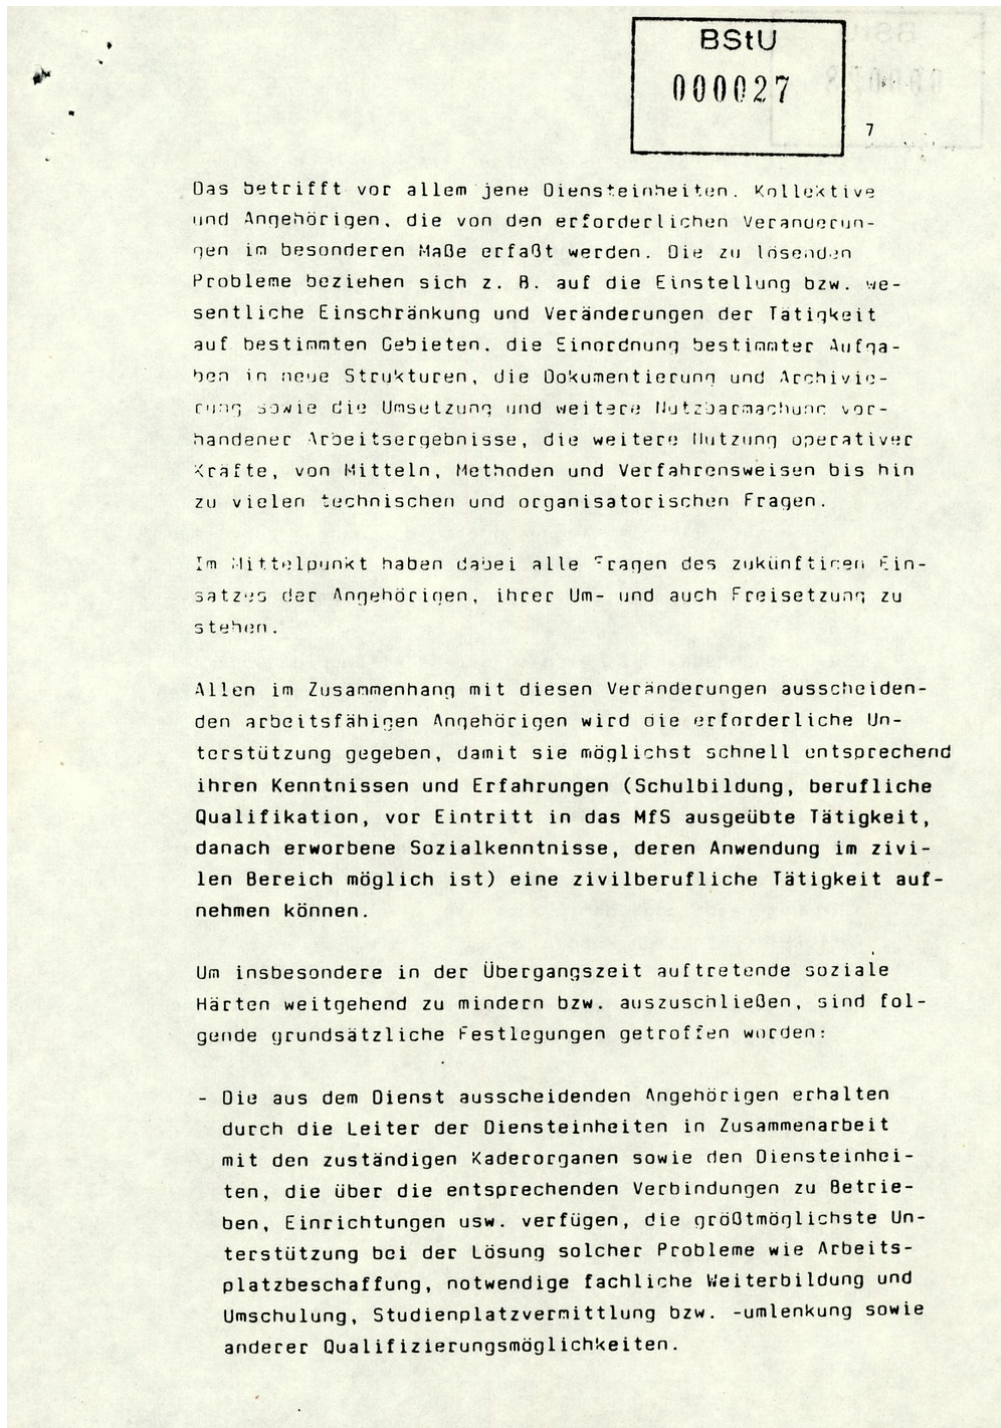 BStU
000027
7
Das betrifft vor allem jene Diensteinheiten, Kollektive
und Angehörigen, die von den erforderlichen Veränderun-
gen im besonderen Maße erfaßt werden. Die zu lösenden
Probleme beziehen sich z. B. auf die Einstellung bzw. we-
sentliche Einschränkung und Veränderungen der Tätigkeit
auf bestimmten Gebieten, die Einordnung bestimmter Aufga-
ben in neue Strukturen, die Dokumentierung und Archivie-
rung sowie die Umsetzung und weitere Nutzbarmachung vor-
handener Arbeitsergebnisse, die weitere Nutzung operativer
Kräfte, von Mitteln, Methoden und Verfahrensweisen bis hin
zu vielen technischen und organisatorischen Fragen.
Im Mittelpunkt haben dabei alle Fragen des zukünftigen Ein-
satzes der Angehörigen, ihrer Um- und auch Freisetzung zu
stehen.
Allen im Zusammenhang mit diesen Veränderungen ausscheiden-
den arbeitsfähigen Angehörigen wird die erforderliche Un-
terstützung gegeben, damit sie möglichst schnell entsprechend
ihren Kenntnissen und Erfahrungen (Schulbildung, berufliche
Qualifikation, vor Eintritt in das MfS ausgeübte Tätigkeit,
danach erworbene Sozialkenntnisse, deren Anwendung im zivi-
len Bereich möglich ist) eine zivilberufliche Tätigkeit auf-
nehmen können.
Um insbesondere in der Übergangszeit auftretende soziale
Härten weitgehend zu mindern bzw. auszuschließen, sind fol-
gende grundsätzliche Festlegungen getroffen worden:
- Die aus dem Dienst ausscheidenden Angehörigen erhalten
durch die Leiter der Diensteinheiten in Zusammenarbeit
mit den zuständigen Kaderorganen sowie den Diensteinhei-
ten, die über die entsprechenden Verbindungen zu Betrie-
ben, Einrichtungen usw. verfügen, die größtmöglichste Un-
terstützung bei der Lösung solcher Probleme wie Arbeits-
platzbeschaffung, notwendige fachliche Weiterbildung und
Umschulung, Studienplatzvermittlung bzw. -umlenkung sowie
anderer Qualifizierungsmöglichkeiten.